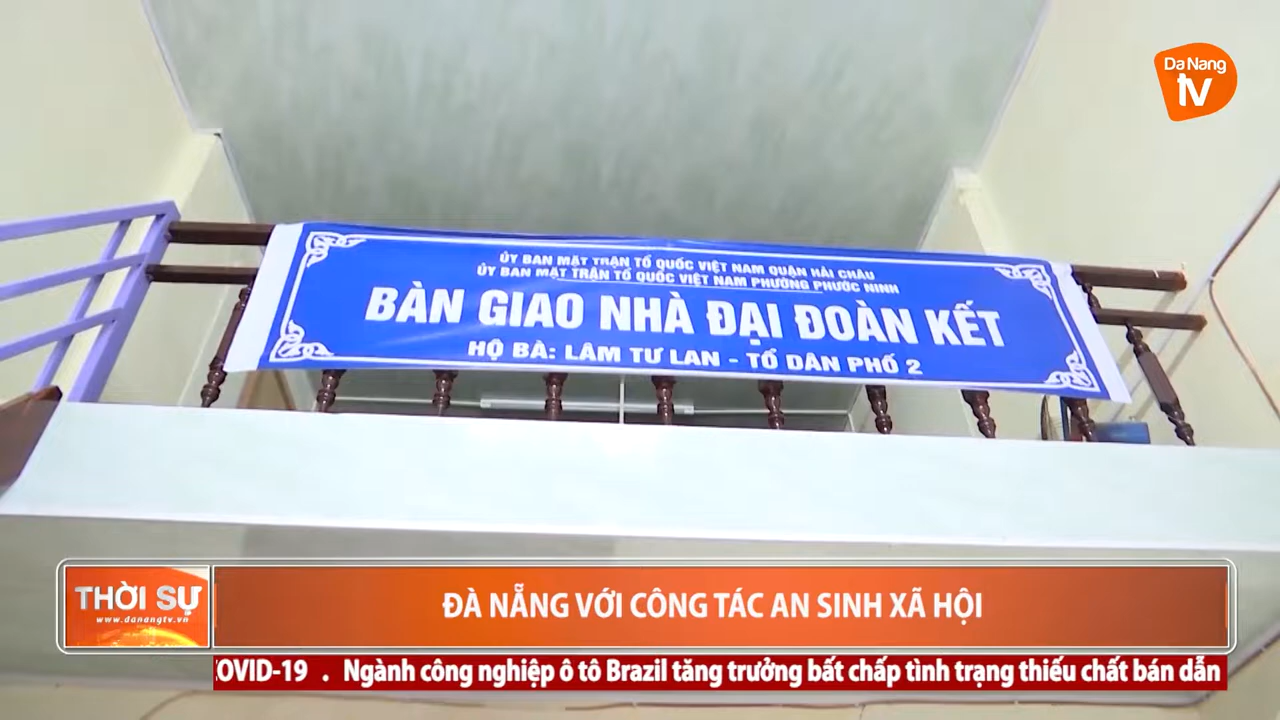 Da Nang
tv
ỦY BAN MẶT TRẬN TỔ QUỐC VIỆT NAM QUẬN HẢI CHÂU
ỦY BAN MẶT TRẬN TỔ QUỐC VIỆT NAM PHƯỜNG PHƯỚC NINH
BÀN GIAO NHÀ ĐẠI ĐOÀN KẾT
HỘ BÀ: LÂM TƯ LAN - TỔ DÂN PHỐ 2
THỜI SỰ
www.danangtv.vn
ĐÀ NẴNG VỚI CÔNG TÁC AN SINH XÃ HỘI
COVID-19 . Ngành công nghiệp ô tô Brazil tăng trưởng bất chấp tình trạng thiếu chất bán dẫn